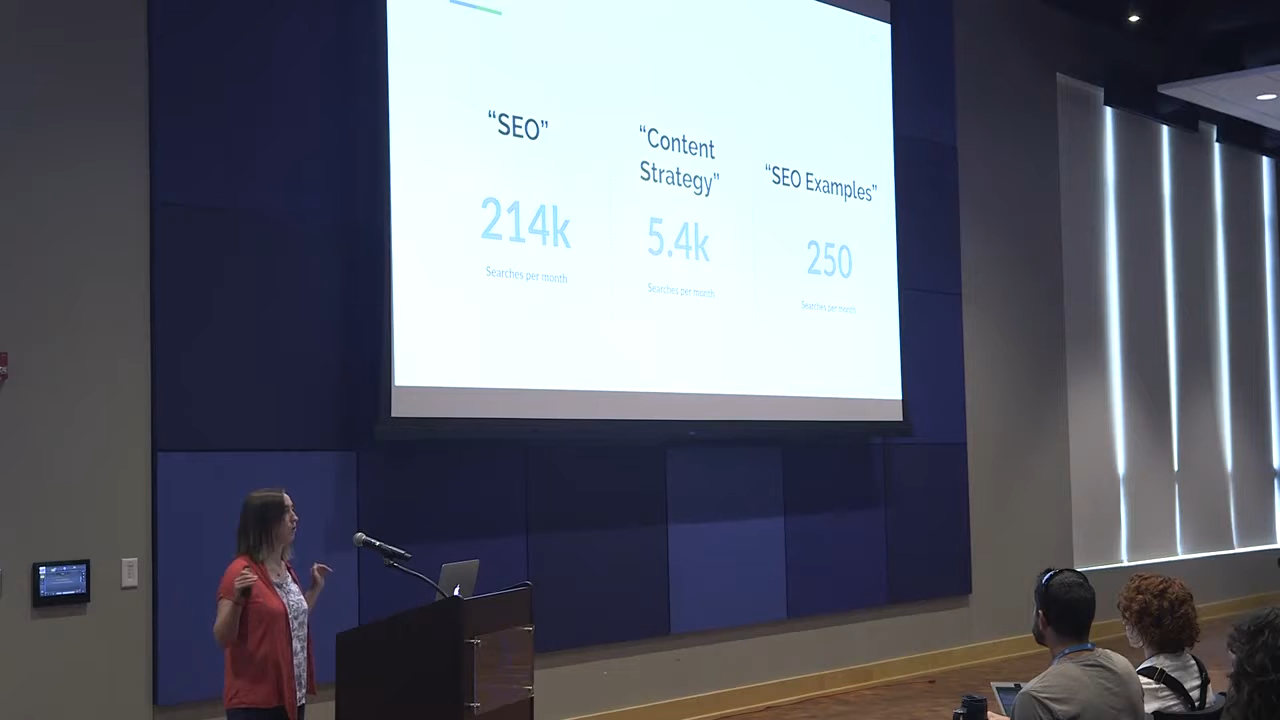 “SEO”
214k
Searches per month
“Content
Strategy”
5.4k
Searches per month
“SEO Examples”
250
Searches per month